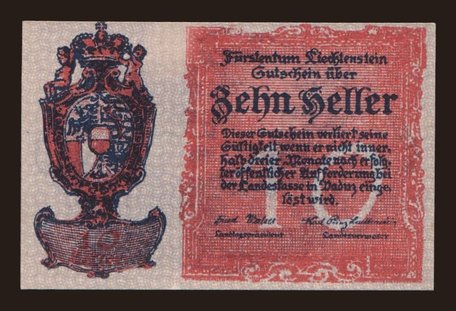 Fürstentum Liechtenstein
Gutschein über
Zehn Heller
Dieser Gutschein verliert seine
Gültigkeit wenn er nicht inner-
halb dreier Monate nach erfolg-
ter öffentlicher Aufforderung bei
der Landeskasse in Vaduz einge-
löst wird.
10
Landtagspräsident Landesverweser